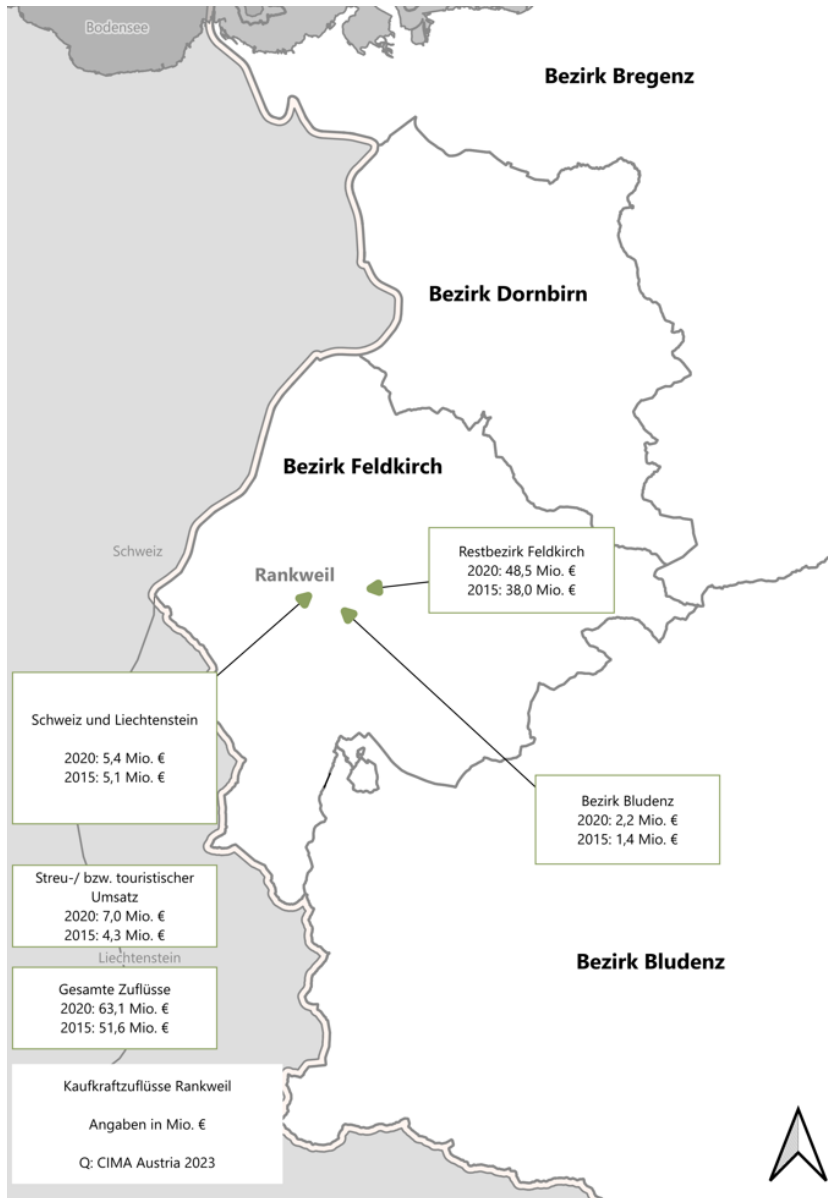 Bodensee
Bezirk Bregenz
Bezirk Dornbirn
Bezirk Feldkirch
Schweiz
Rankweil
Restbezirk Feldkirch
2020: 48,5 Mio. €
2015: 38,0 Mio. €
Schweiz und Liechtenstein
2020: 5,4 Mio. €
2015: 5,1 Mio. €
Bezirk Bludenz
2020: 2,2 Mio. €
2015: 1,4 Mio. €
Streu-/ bzw. touristischer
Umsatz
2020: 7,0 Mio. €
2015: 4,3 Mio. €
Liechtenstein
Bezirk Bludenz
Gesamte Zuflüsse
2020: 63,1 Mio. €
2015: 51,6 Mio. €
Kaufkraftzuflüsse Rankweil
Angaben in Mio. €
Q: CIMA Austria 2023